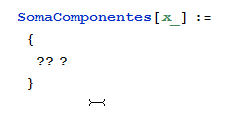 SomaComponentes[x_] :=
{
?? ?
}